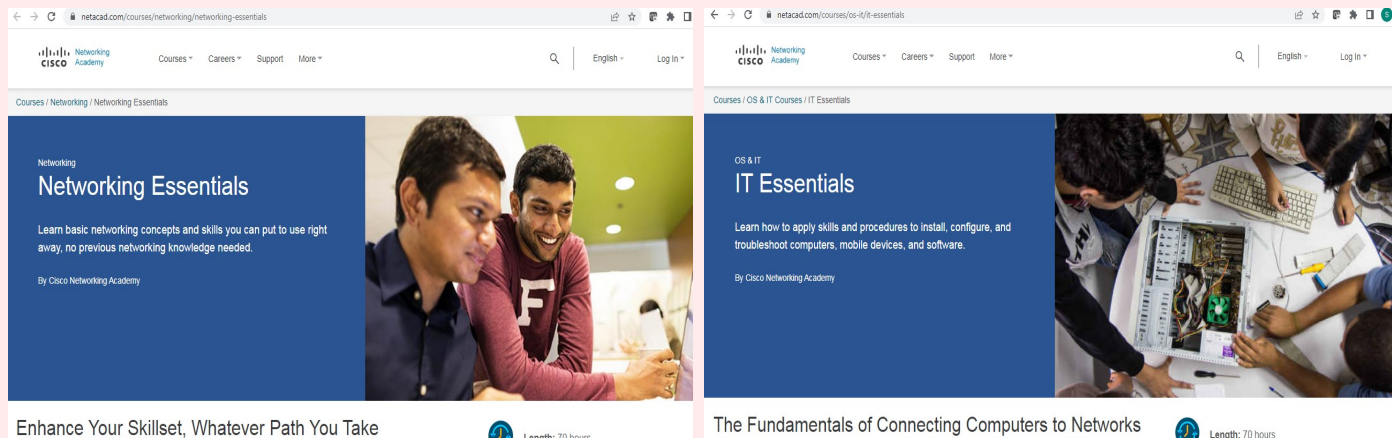 netacad.com/courses/networking/networking-essentials
CISCO Networking Academy
Courses Careers Support More
English Log In
Courses / Networking / Networking Essentials
Networking
Networking Essentials
Learn basic networking concepts and skills you can put to use right
away, no previous networking knowledge needed.
By Cisco Networking Academy
F
Enhance Your Skillset, Whatever Path You Take
Length: 70 hours
netacad.com/courses/os-it/it-essentials
S
CISCO Networking Academy
Courses Careers Support More
English Log In
Courses / OS & IT Courses / IT Essentials
OS & IT
IT Essentials
Learn how to apply skills and procedures to install, configure, and
troubleshoot computers, mobile devices, and software.
By Cisco Networking Academy
The Fundamentals of Connecting Computers to Networks
Length: 70 hours